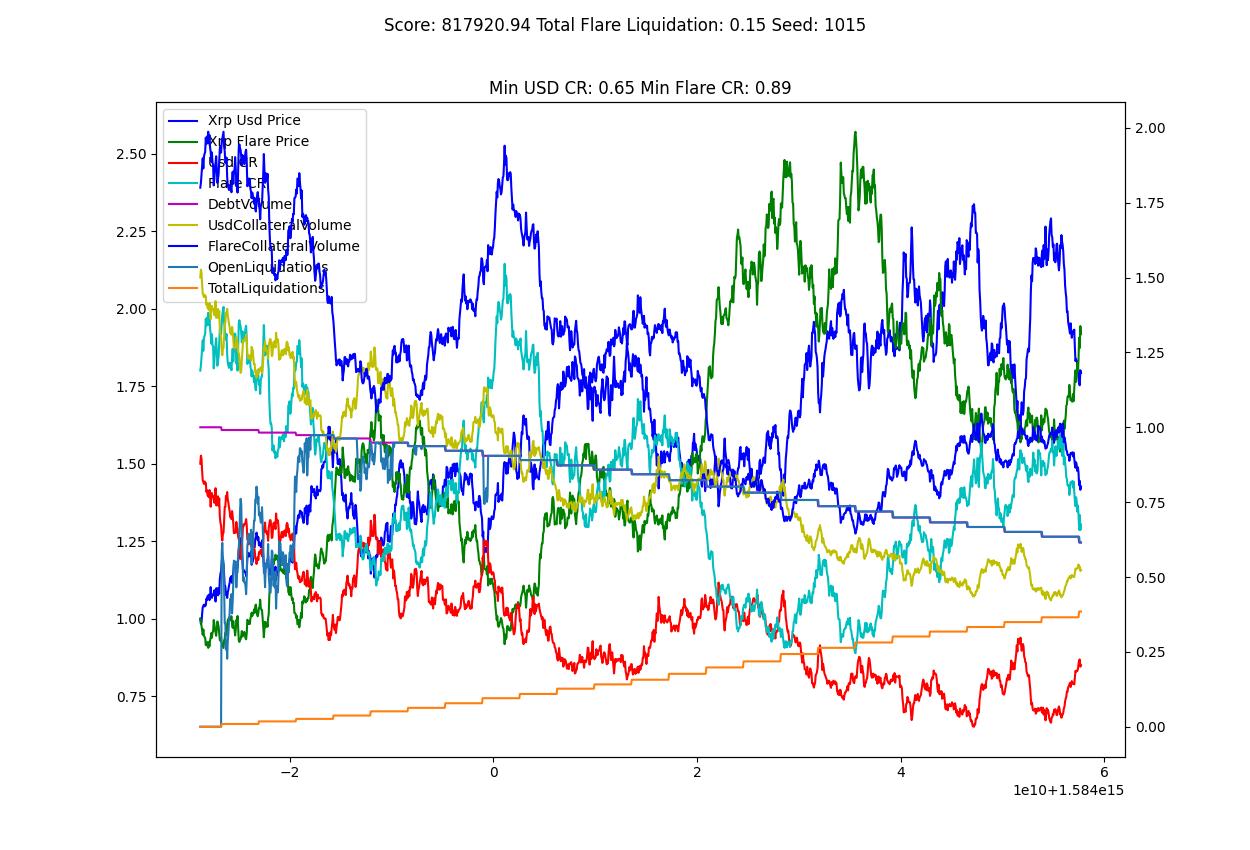 Score: 817920.94 Total Flare Liquidation: 0.15 Seed: 1015
Min USD CR: 0.65 Min Flare CR: 0.89
Xrp Usd Price
Xrp Flare Price
Usd CR
Flare CR
DebtVolume
UsdCollateralVolume
FlareCollateralVolume
OpenLiquidations
TotalLiquidations
2.50
2.25
2.00
1.75
1.50
1.25
1.00
0.75
2.00
1.75
1.50
1.25
1.00
0.75
0.50
0.25
0.00
−2 0 2 4 6
1e10+1.584e15